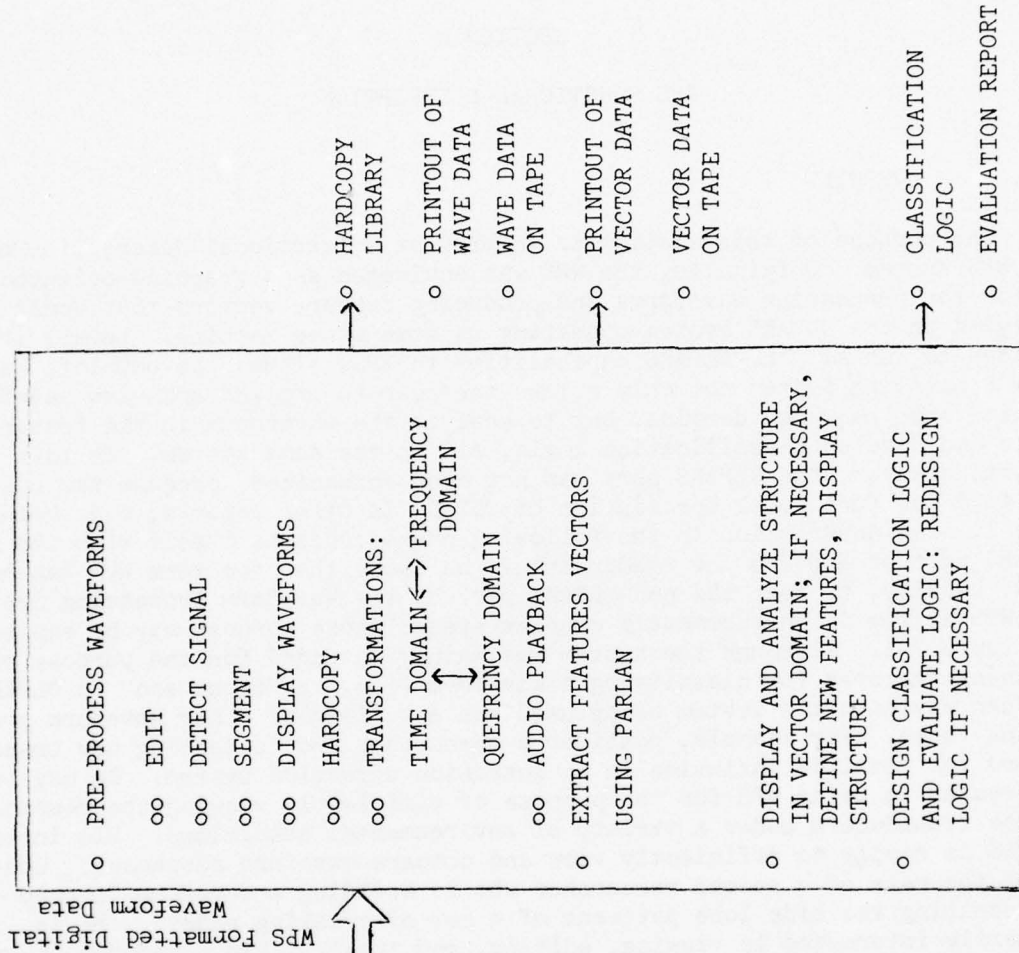 WPS Formatted Digital
Waveform Data
o PRE-PROCESS WAVEFORMS
oo EDIT
oo DETECT SIGNAL
oo SEGMENT
oo DISPLAY WAVEFORMS
oo HARDCOPY
oo TRANSFORMATIONS:
TIME DOMAIN <--> FREQUENCY
DOMAIN
QUEFRENCY DOMAIN
oo AUDIO PLAYBACK
o EXTRACT FEATURES VECTORS
USING PARLAN
o DISPLAY AND ANALYZE STRUCTURE
IN VECTOR DOMAIN; IF NECESSARY,
DEFINE NEW FEATURES, DISPLAY
STRUCTURE
o DESIGN CLASSIFICATION LOGIC
AND EVALUATE LOGIC: REDESIGN
LOGIC IF NECESSARY
o HARDCOPY
LIBRARY
o PRINTOUT OF
WAVE DATA
o WAVE DATA
ON TAPE
o PRINTOUT OF
VECTOR DATA
o VECTOR DATA
ON TAPE
o CLASSIFICATION
LOGIC
o EVALUATION REPORT